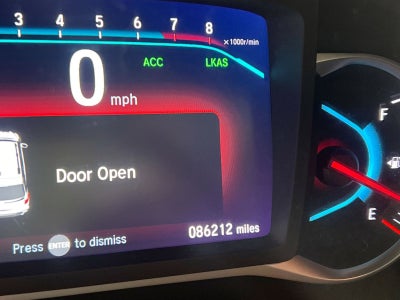 3 4 5 6 7 8
×1000r/min
0 mph
ACC LKAS
F
Door Open
E
086212 miles
Press ENTER to dismiss